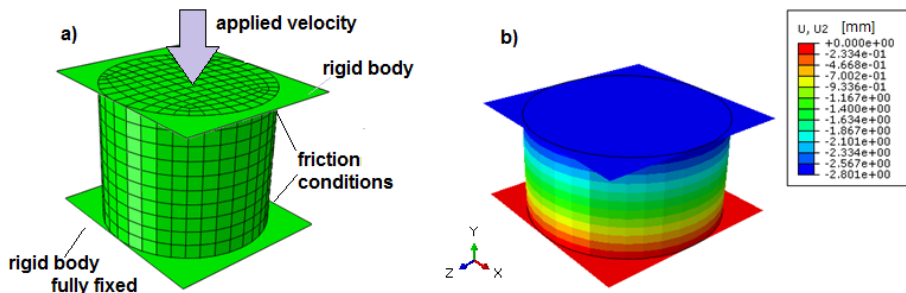 a)
applied velocity
rigid body
friction
conditions
rigid body
fully fixed
b)
U, U2 [mm]
+0.000e+00
-2.334e-01
-4.668e-01
-7.002e-01
-9.336e-01
-1.167e+00
-1.400e+00
-1.634e+00
-1.867e+00
-2.101e+00
-2.334e+00
-2.567e+00
-2.801e+00
Y
Z
X